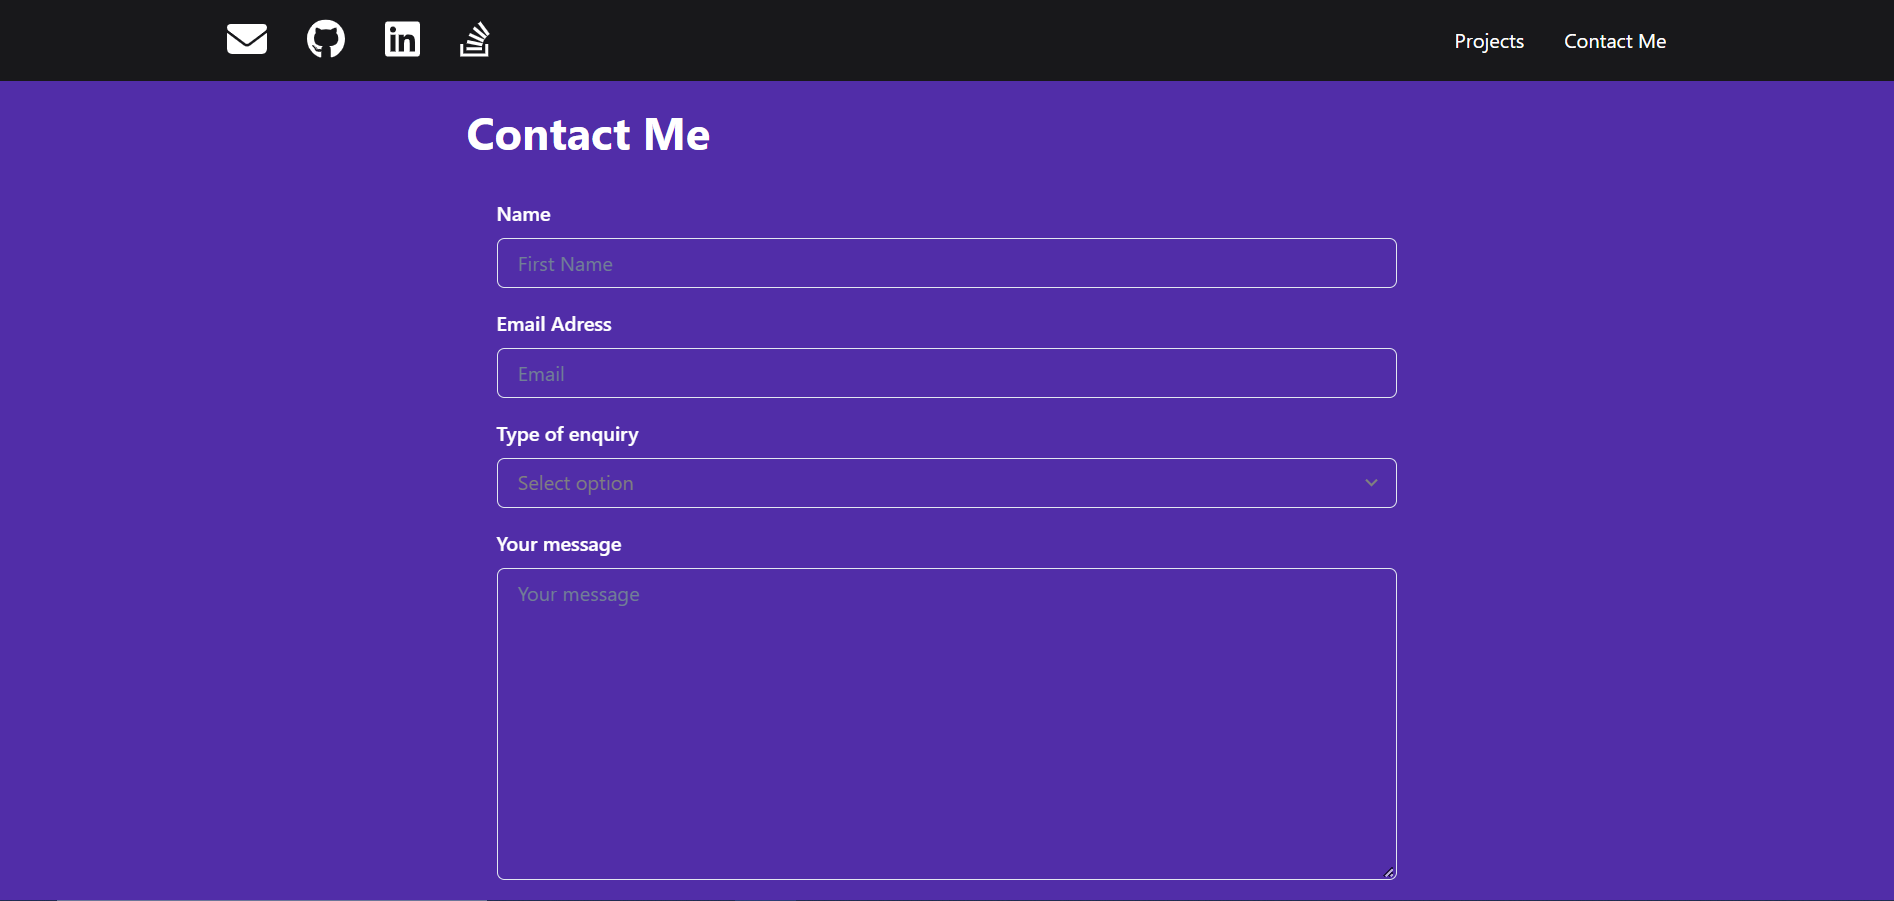 Projects Contact Me
Contact Me
Name
First Name
Email Adress
Email
Type of enquiry
Select option
Your message
Your message